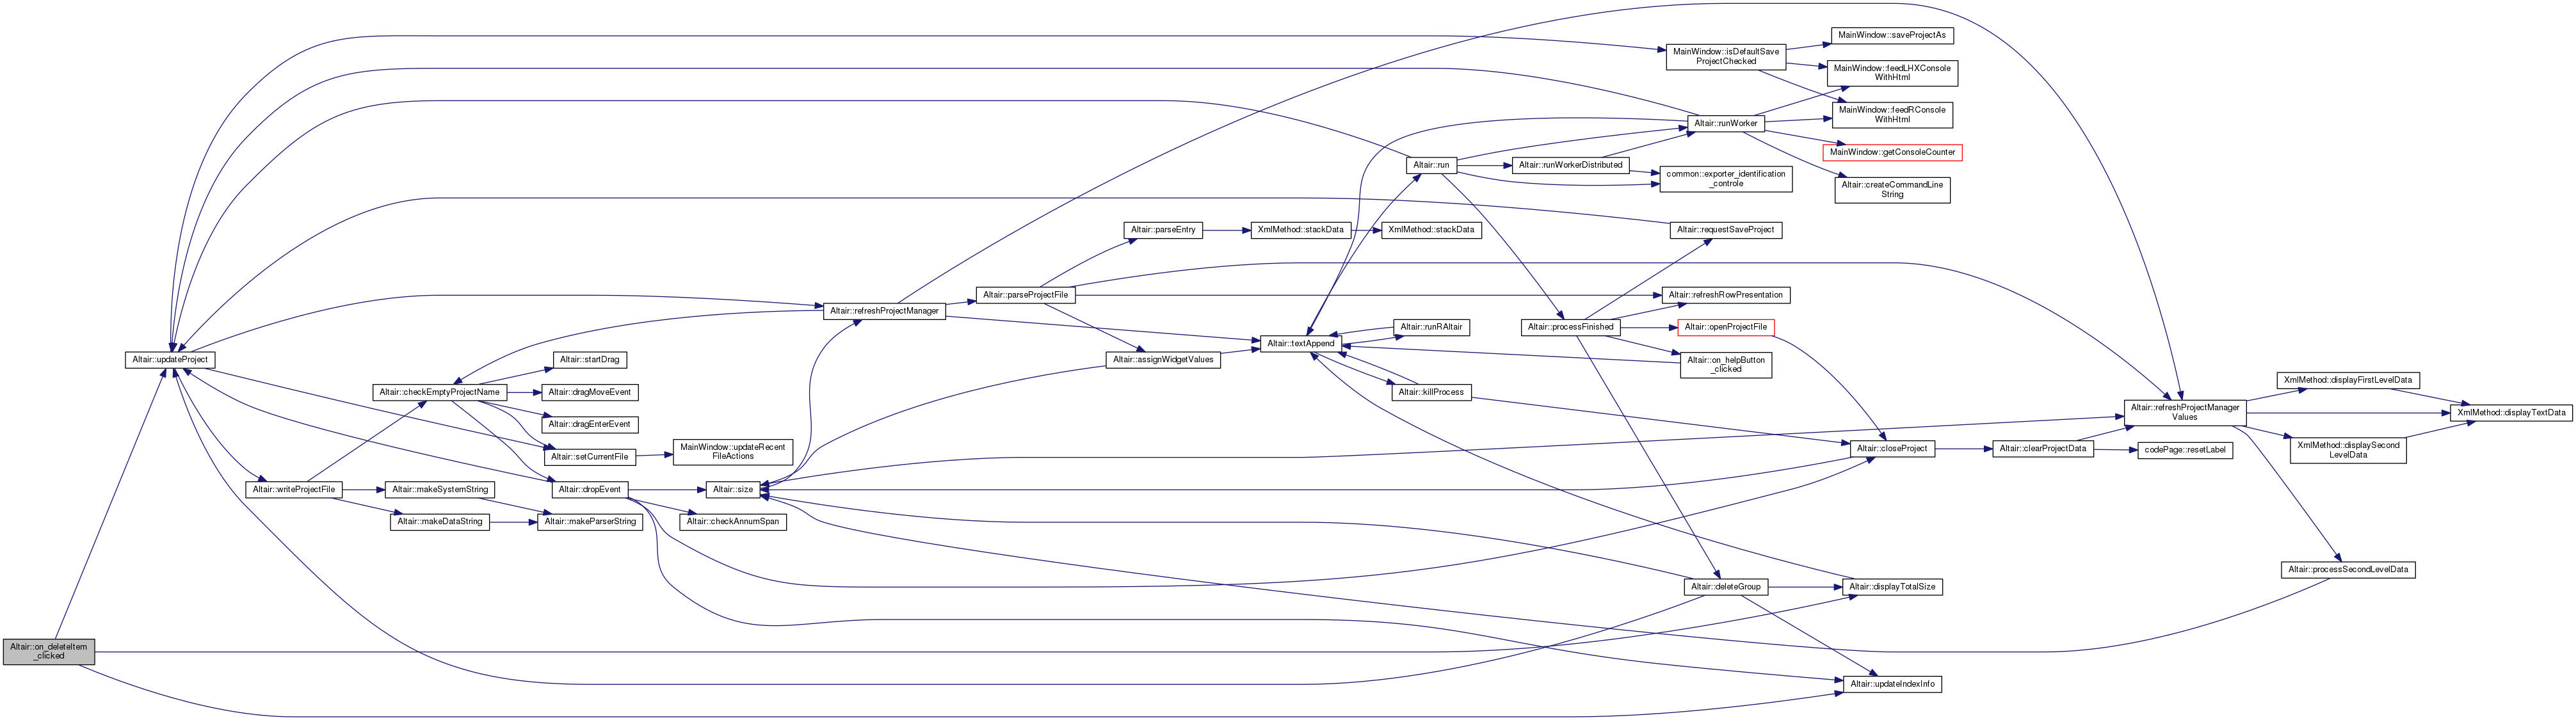 Altair::on_deleteItem
_clicked
Altair::updateProject
Altair::writeProjectFile
Altair::checkEmptyProjectName
Altair::makeSystemString
Altair::makeDataString
Altair::startDrag
Altair::dragMoveEvent
Altair::dragEnterEvent
Altair::setCurrentFile
Altair::dropEvent
Altair::makeParserString
MainWindow::updateRecent
FileActions
Altair::size
Altair::checkAnnumSpan
Altair::refreshProjectManager
Altair::parseProjectFile
Altair::parseEntry
Altair::assignWidgetValues
XmlMethod::stackData
XmlMethod::stackData
Altair::textAppend
Altair::run
Altair::runRAltair
Altair::killProcess
Altair::runWorkerDistributed
Altair::processFinished
MainWindow::isDefaultSave
ProjectChecked
Altair::runWorker
common::exporter_identification
_controle
Altair::requestSaveProject
Altair::refreshRowPresentation
Altair::openProjectFile
Altair::on_helpButton
_clicked
Altair::deleteGroup
MainWindow::saveProjectAs
MainWindow::feedLHXConsole
WithHtml
MainWindow::feedRConsole
WithHtml
MainWindow::getConsoleCounter
Altair::createCommandLine
String
Altair::closeProject
Altair::displayTotalSize
Altair::updateIndexInfo
Altair::clearProjectData
Altair::refreshProjectManager
Values
codePage::resetLabel
XmlMethod::displayFirstLevelData
XmlMethod::displaySecond
LevelData
Altair::processSecondLevelData
XmlMethod::displayTextData